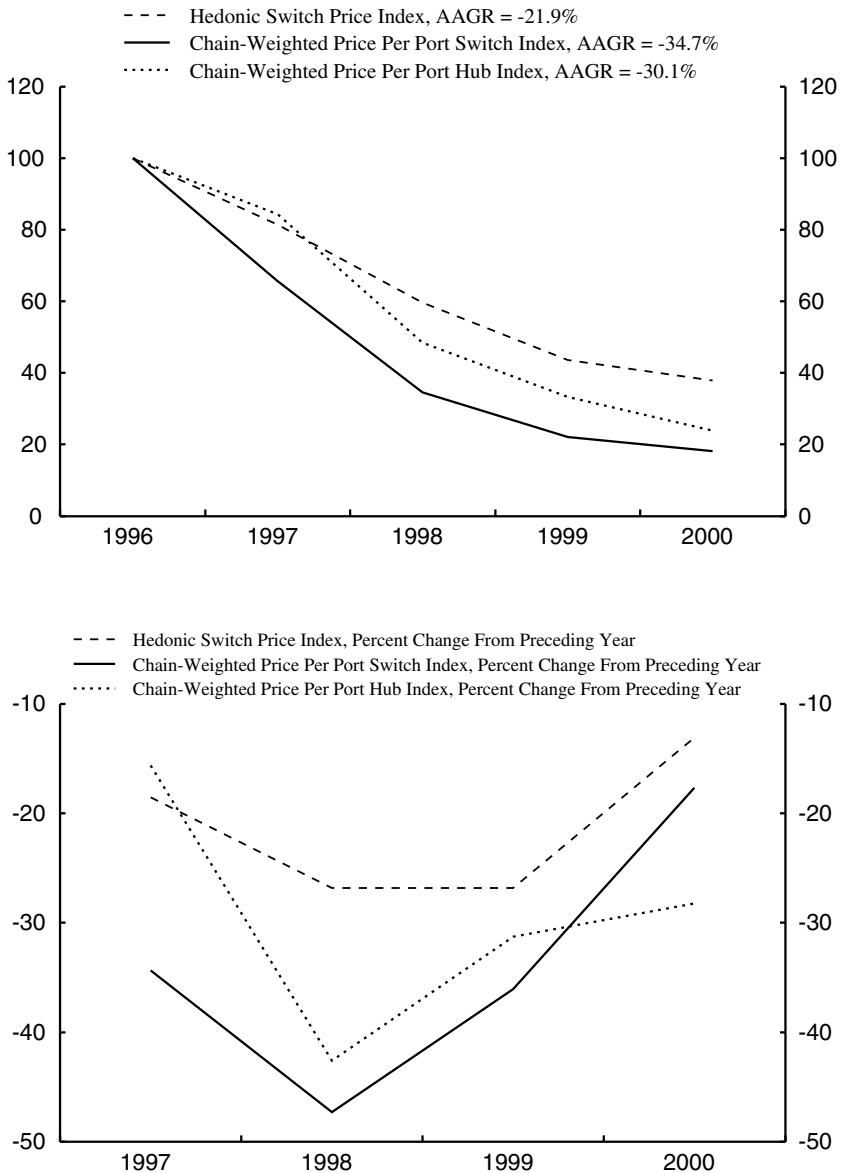 Hedonic Switch Price Index, AAGR = -21.9%
Chain-Weighted Price Per Port Switch Index, AAGR = -34.7%
Chain-Weighted Price Per Port Hub Index, AAGR = -30.1%
120 120
100 100
80 80
60 60
40 40
20 20
0 0
1996 1997 1998 1999 2000
Hedonic Switch Price Index, Percent Change From Preceding Year
Chain-Weighted Price Per Port Switch Index, Percent Change From Preceding Year
Chain-Weighted Price Per Port Hub Index, Percent Change From Preceding Year
-10 -10
-20 -20
-30 -30
-40 -40
-50 -50
1997 1998 1999 2000